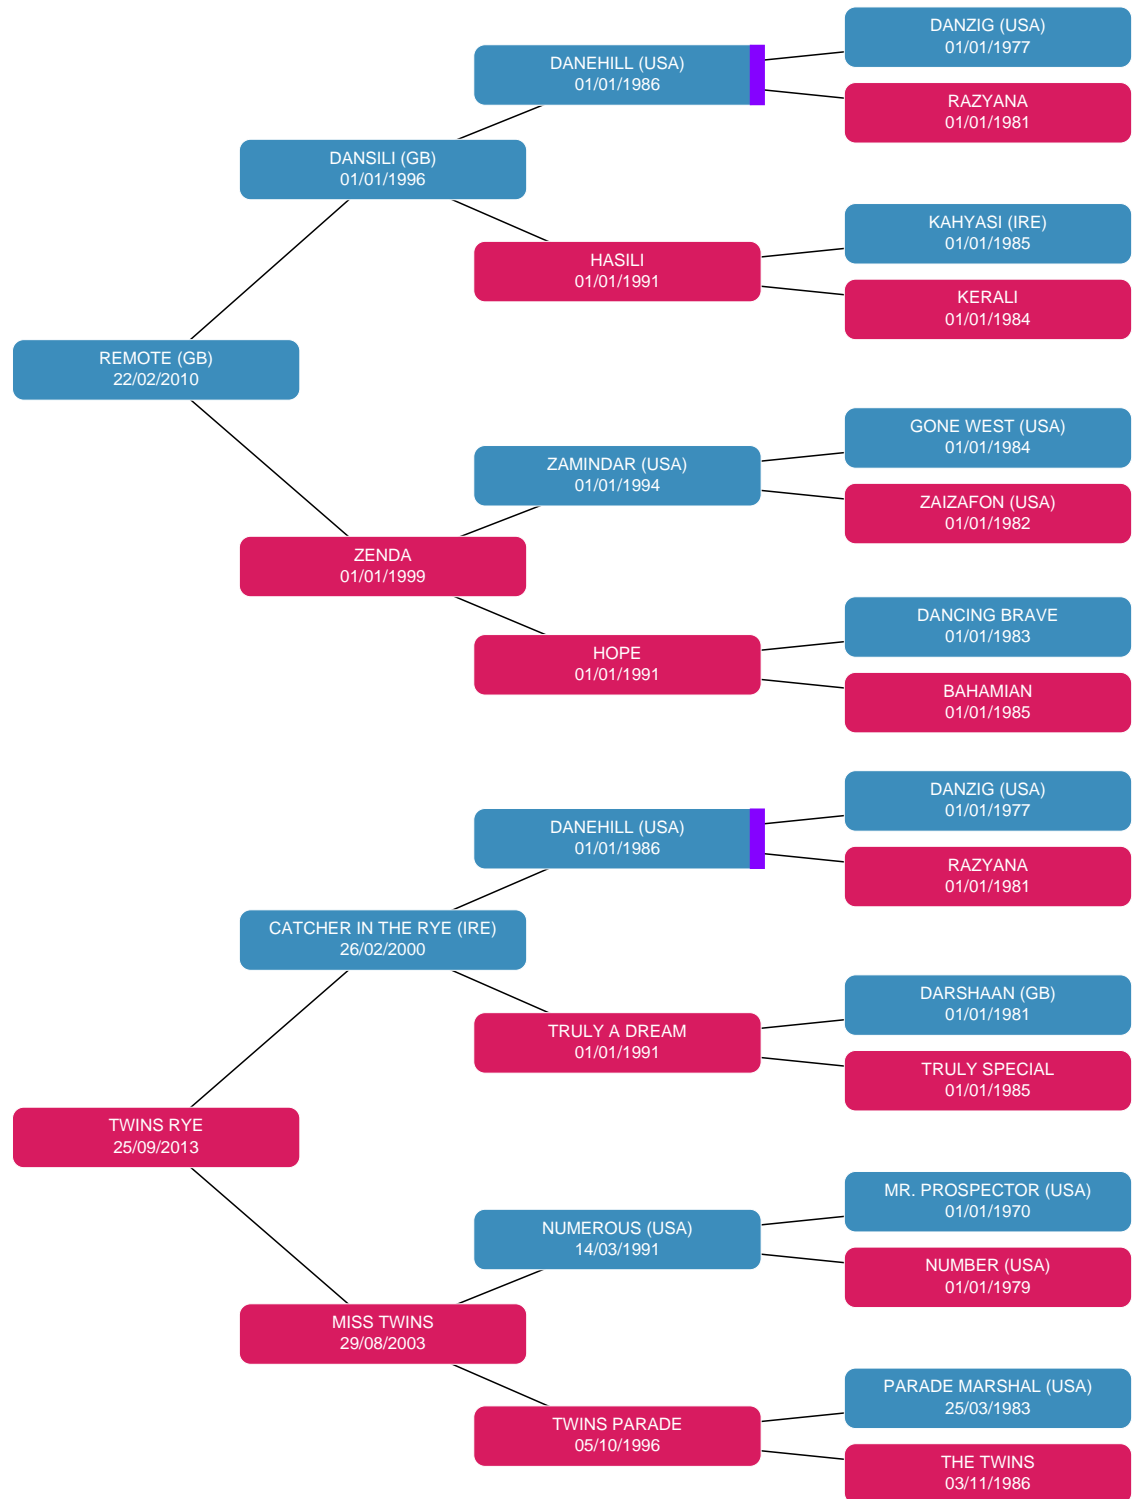 DANZIG (USA)
01/01/1977
DANEHILL (USA)
01/01/1986
RAZYANA
01/01/1981
DANSILI (GB)
01/01/1996
KAHYASI (IRE)
01/01/1985
HASILI
01/01/1991
KERALI
01/01/1984
REMOTE (GB)
22/02/2010
GONE WEST (USA)
01/01/1984
ZAMINDAR (USA)
01/01/1994
ZAIZAFON (USA)
01/01/1982
ZENDA
01/01/1999
DANCING BRAVE
01/01/1983
HOPE
01/01/1991
BAHAMIAN
01/01/1985
DANZIG (USA)
01/01/1977
DANEHILL (USA)
01/01/1986
RAZYANA
01/01/1981
CATCHER IN THE RYE (IRE)
26/02/2000
DARSHAAN (GB)
01/01/1981
TRULY A DREAM
01/01/1991
TRULY SPECIAL
01/01/1985
TWINS RYE
25/09/2013
MR. PROSPECTOR (USA)
01/01/1970
NUMEROUS (USA)
14/03/1991
NUMBER (USA)
01/01/1979
MISS TWINS
29/08/2003
PARADE MARSHAL (USA)
25/03/1983
TWINS PARADE
05/10/1996
THE TWINS
03/11/1986